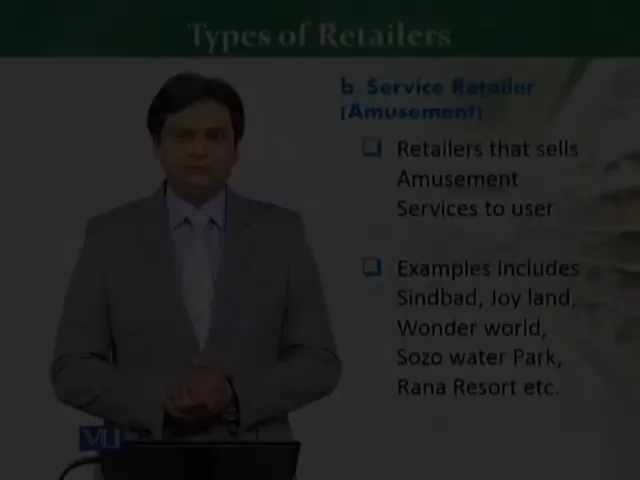 Types of Retailers
b. Service Retailer
(Amusement)
Retailers that sells
Amusement
Services to user
Examples Includes
Sindbad, Joy land,
Wonder world,
Sozo water Park,
Rana Resort etc.
VU